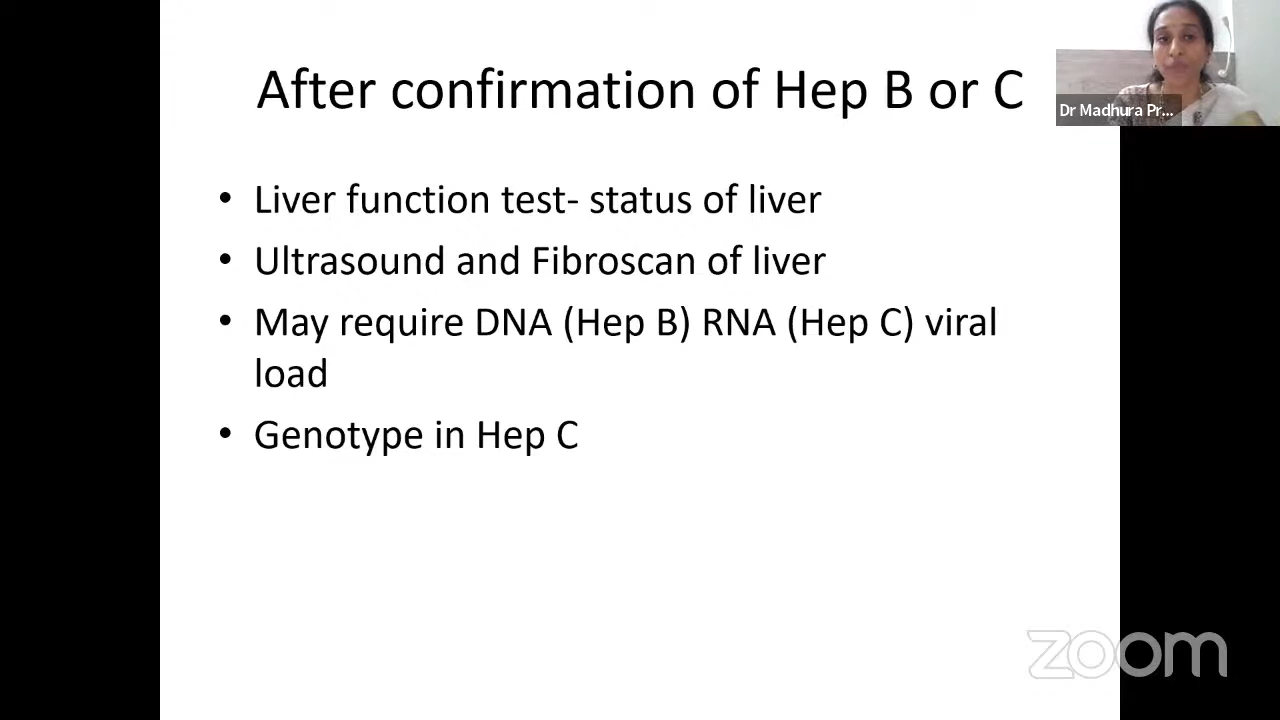 After confirmation of Hep B or C
Dr Madhura Pr...
• Liver function test- status of liver
• Ultrasound and Fibroscan of liver
• May require DNA (Hep B) RNA (Hep C) viral
load
• Genotype in Hep C
zoom